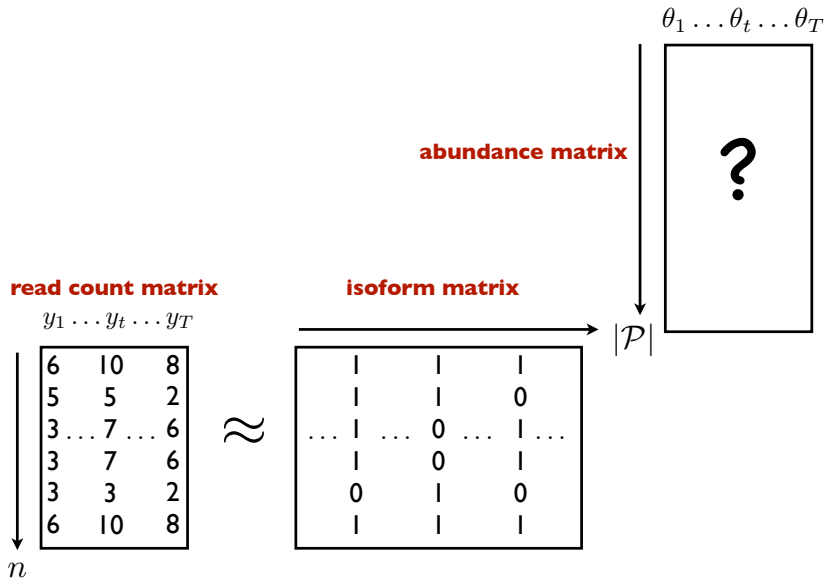 θ₁ … θₜ … θ_T
abundance matrix
?
read count matrix
isoform matrix
y₁ … yₜ … y_T
|𝒫|
6 10 8
5 5 2
3 … 7 … 6
3 7 6
3 3 2
6 10 8
≈
1 1 1
1 1 0
… 1 … 0 … 1 …
1 0 1
0 1 0
1 1 1
n